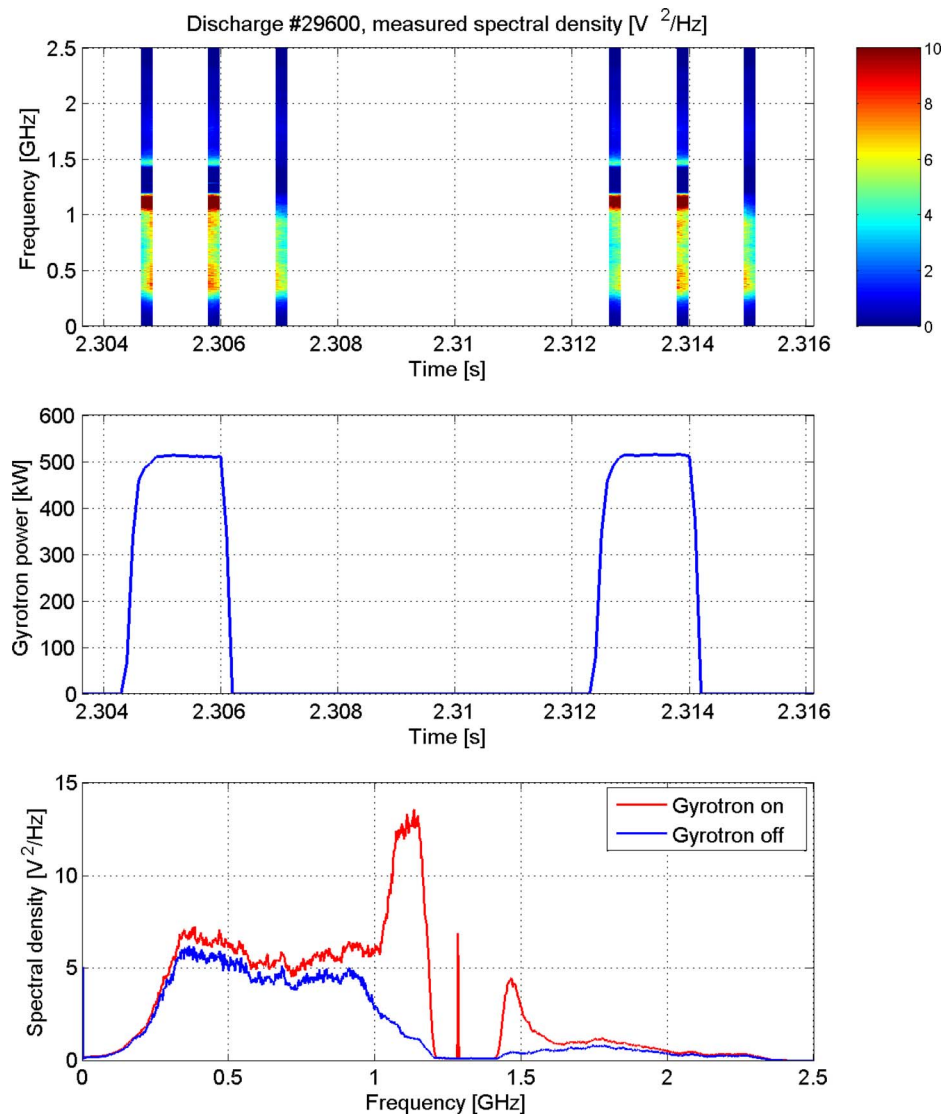 Discharge #29600, measured spectral density [V ²/Hz]
Frequency [GHz]
2.5
2
1.5
1
0.5
0
2.304 2.306 2.308 2.31 2.312 2.314 2.316
Time [s]
10
8
6
4
2
0
Gyrotron power [kW]
600
500
400
300
200
100
0
2.304 2.306 2.308 2.31 2.312 2.314 2.316
Time [s]
Spectral density [V²/Hz]
15
10
5
0
Gyrotron on
Gyrotron off
0 0.5 1 1.5 2 2.5
Frequency [GHz]